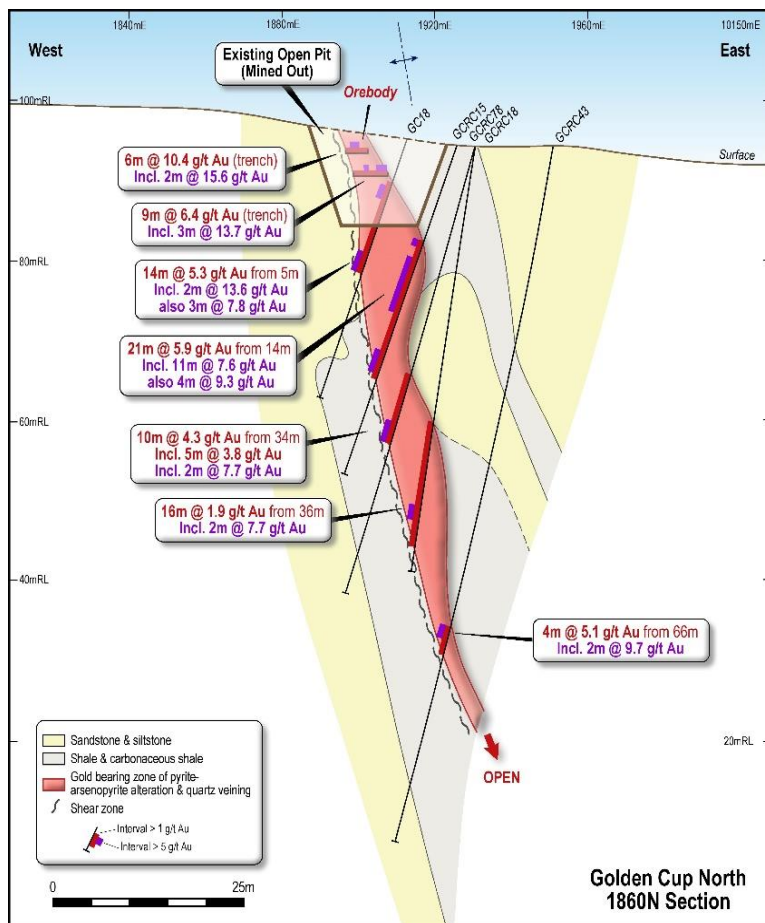 1840mE
1880mE
1920mE
1960mE
10150mE
West
East
Existing Open Pit
(Mined Out)
Orebody
GC18
GCRC15
GCRC78
GCRC18
GCRC43
100mRL
Surface
6m @ 10.4 g/t Au (trench)
Incl. 2m @ 15.6 g/t Au
9m @ 6.4 g/t Au (trench)
Incl. 3m @ 13.7 g/t Au
80mRL
14m @ 5.3 g/t Au from 5m
Incl. 2m @ 13.6 g/t Au
also 3m @ 7.8 g/t Au
21m @ 5.9 g/t Au from 14m
Incl. 11m @ 7.6 g/t Au
also 4m @ 9.3 g/t Au
60mRL
60mRL
10m @ 4.3 g/t Au from 34m
Incl. 5m @ 3.8 g/t Au
Incl. 2m @ 7.7 g/t Au
16m @ 1.9 g/t Au from 36m
Incl. 2m @ 7.7 g/t Au
40mRL
40mRL
4m @ 5.1 g/t Au from 66m
Incl. 2m @ 9.7 g/t Au
20mRL
OPEN
Sandstone & siltstone
Shale & carbonaceous shale
Gold bearing zone of pyrite-
arsenopyrite alteration & quartz veining
Shear zone
Interval > 1 g/t Au
Interval > 5 g/t Au
0
25m
Golden Cup North
1860N Section